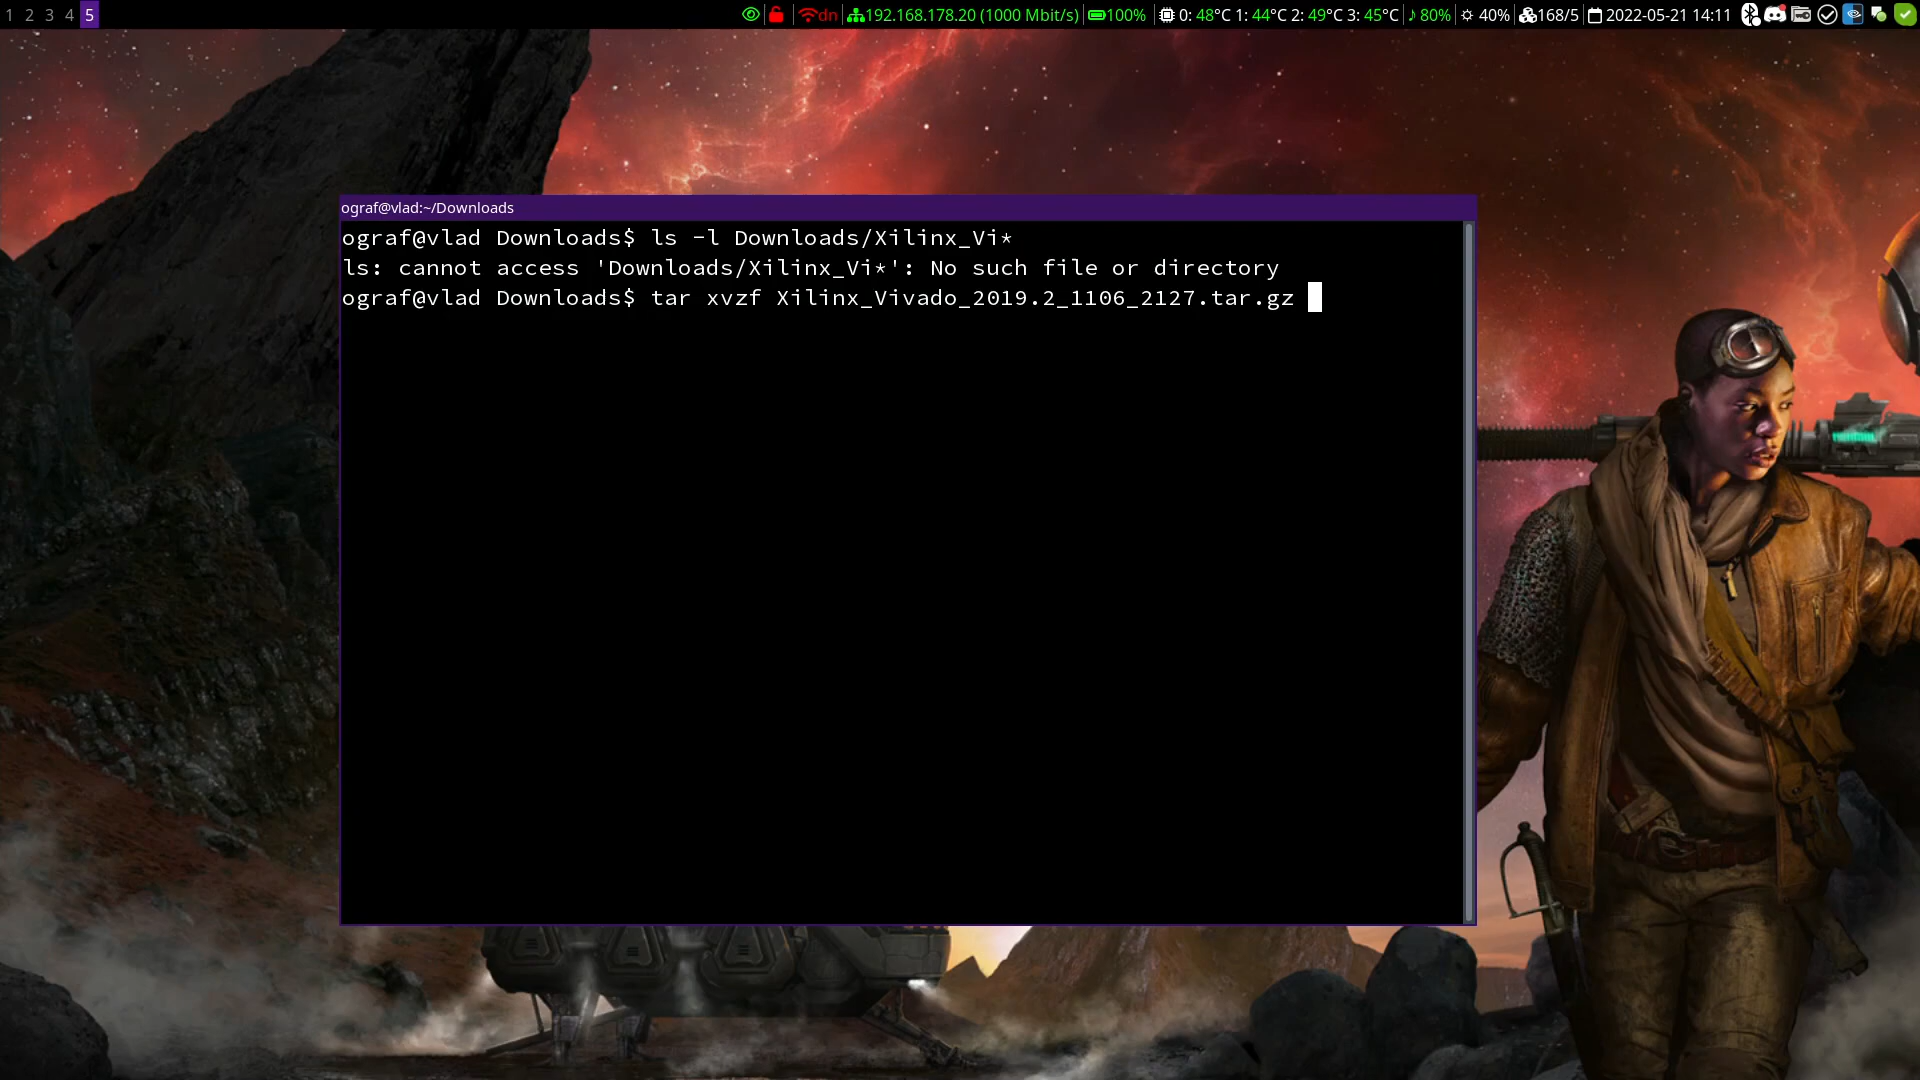 1 2 3 4 5
dn 192.168.178.20 (1000 Mbit/s) 100% 0: 48°C 1: 44°C 2: 49°C 3: 45°C ♪ 80% 40% 168/5 2022-05-21 14:11
ograf@vlad:~/Downloads
ograf@vlad Downloads$ ls -l Downloads/Xilinx_Vi*
ls: cannot access 'Downloads/Xilinx_Vi*': No such file or directory
ograf@vlad Downloads$ tar xvzf Xilinx_Vivado_2019.2_1106_2127.tar.gz